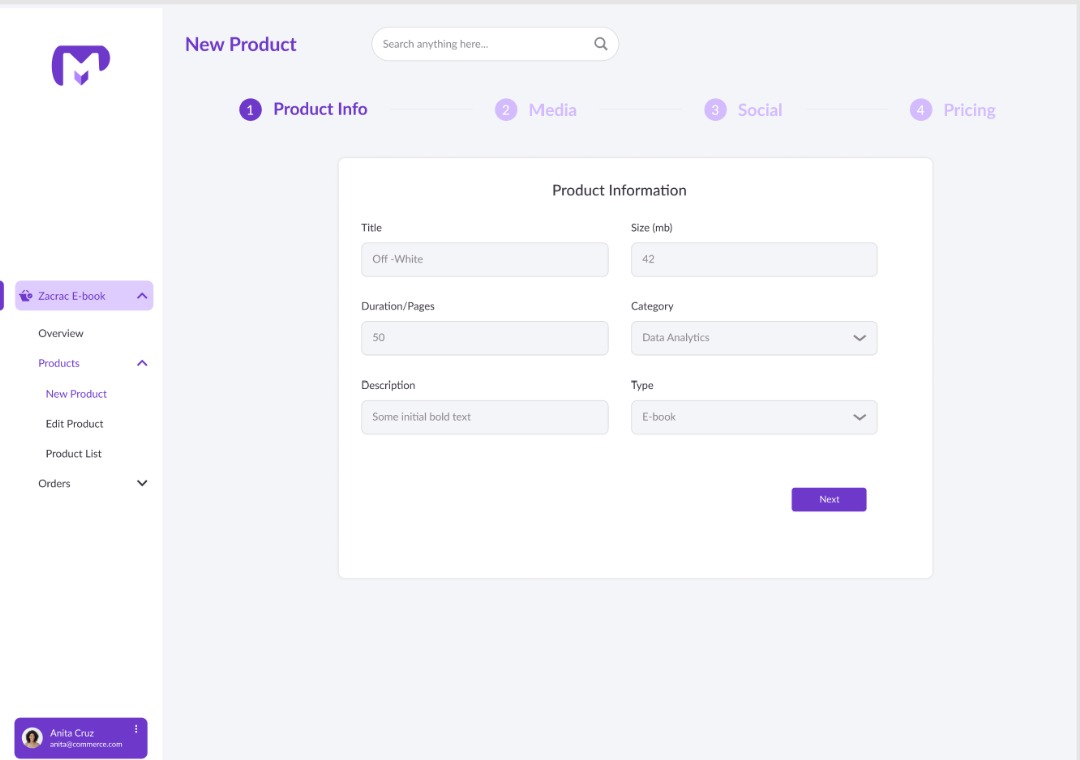 New Product
Search anything here...
1 Product Info
2 Media
3 Social
4 Pricing
Product Information
Title
Size (mb)
Off -White
42
Duration/Pages
Category
50
Data Analytics
Description
Type
Some initial bold text
E-book
Next
Zacrac E-book
Overview
Products
New Product
Edit Product
Product List
Orders
Anita Cruz
anita@commerce.com